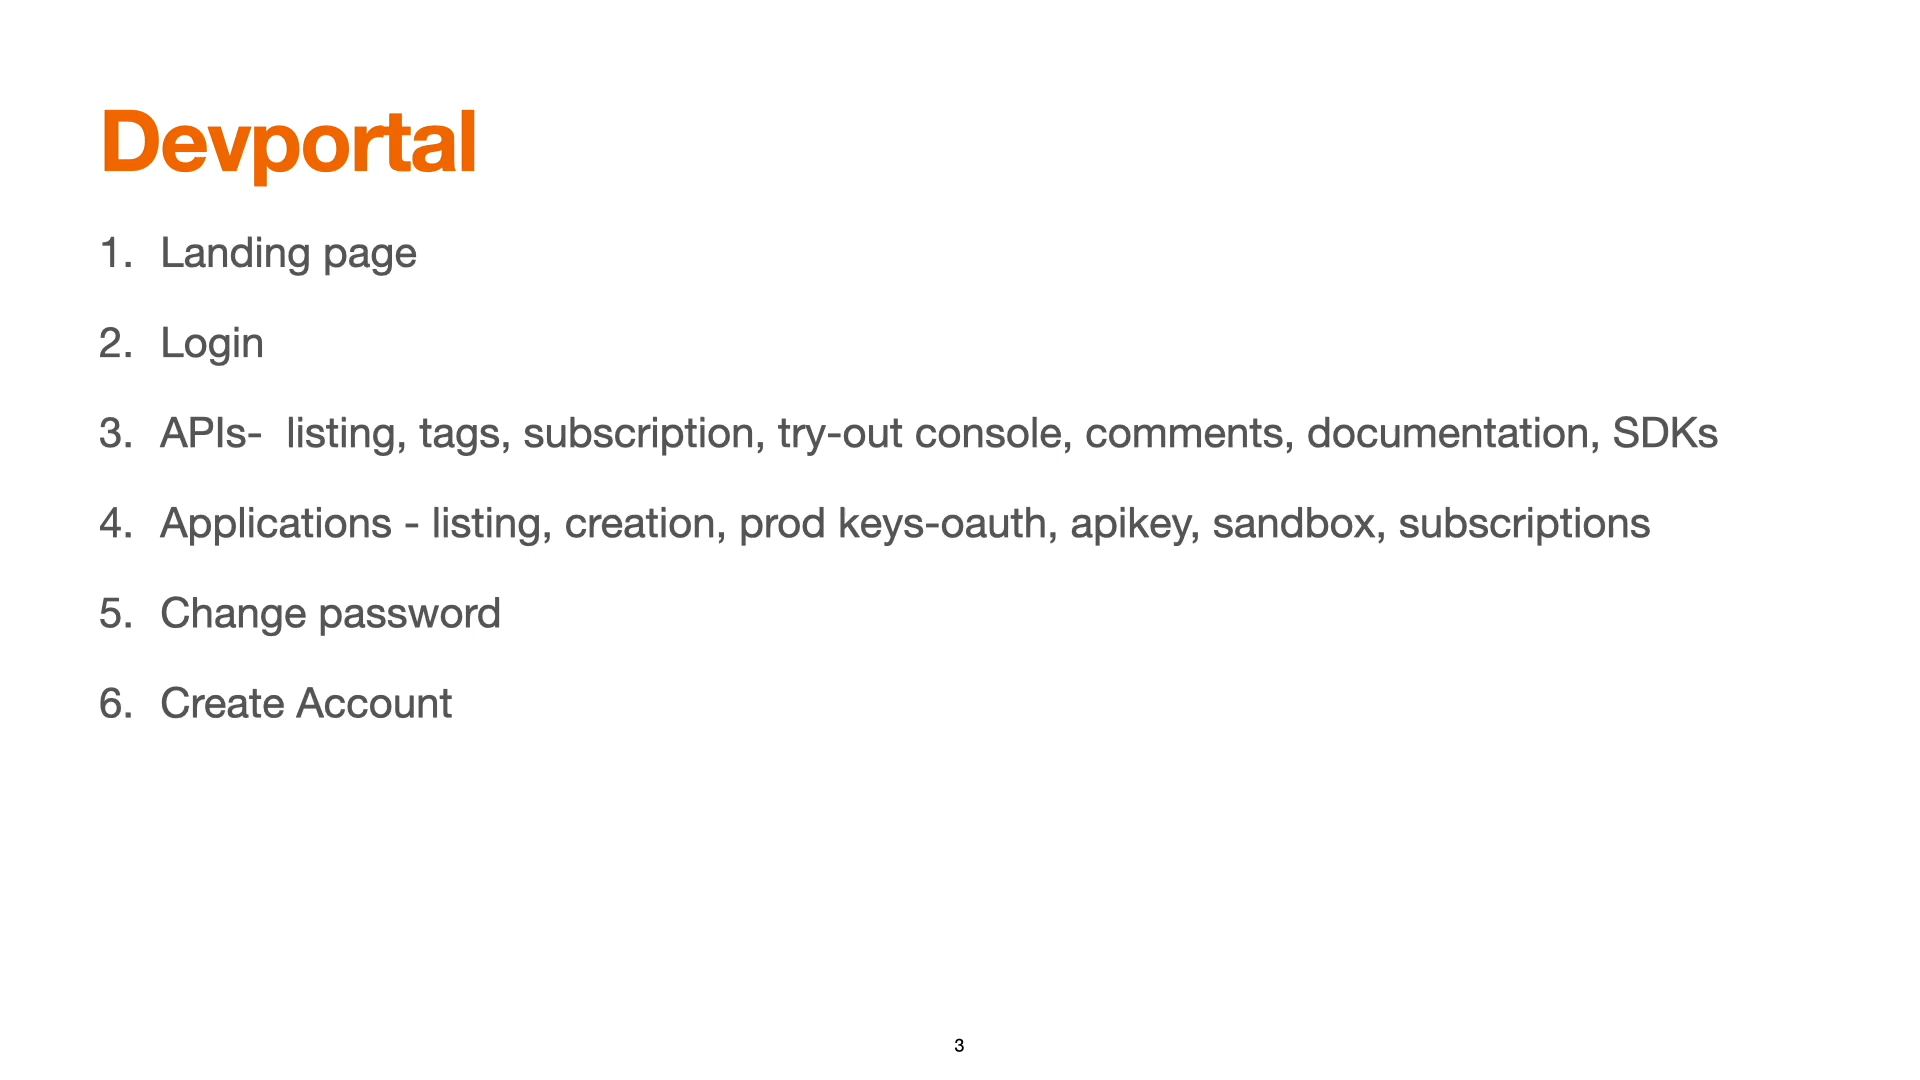 Devportal
1. Landing page
2. Login
3. APIs-  listing, tags, subscription, try-out console, comments, documentation, SDKs
4. Applications - listing, creation, prod keys-oauth, apikey, sandbox, subscriptions
5. Change password
6. Create Account
3